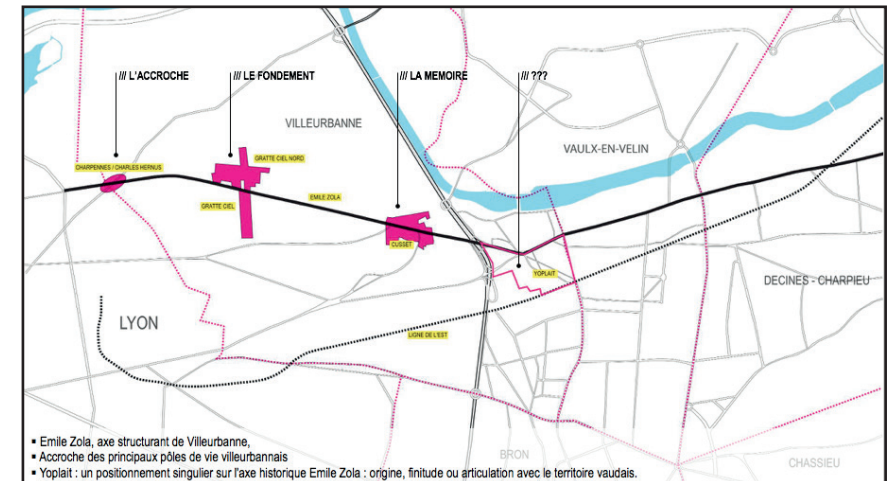 /// L'ACCROCHE
/// LE FONDEMENT
/// LA MEMOIRE
/// ???
VILLEURBANNE
VAULX-EN-VELIN
GRATTE CIEL NORD
CHARPENNES / CHARLES HERNUS
EMILE ZOLA
GRATTE CIEL
CUSSET
YOPLAIT
DECINES - CHARPIEU
LYON
LIGNE DE L'EST
▪ Emile Zola, axe structurant de Villeurbanne,
▪ Accroche des principaux pôles de vie villeurbannais
BRON
CHASSIEU
▪ Yoplait : un positionnement singulier sur l'axe historique Emile Zola : origine, finitude ou articulation avec le territoire vaudais.